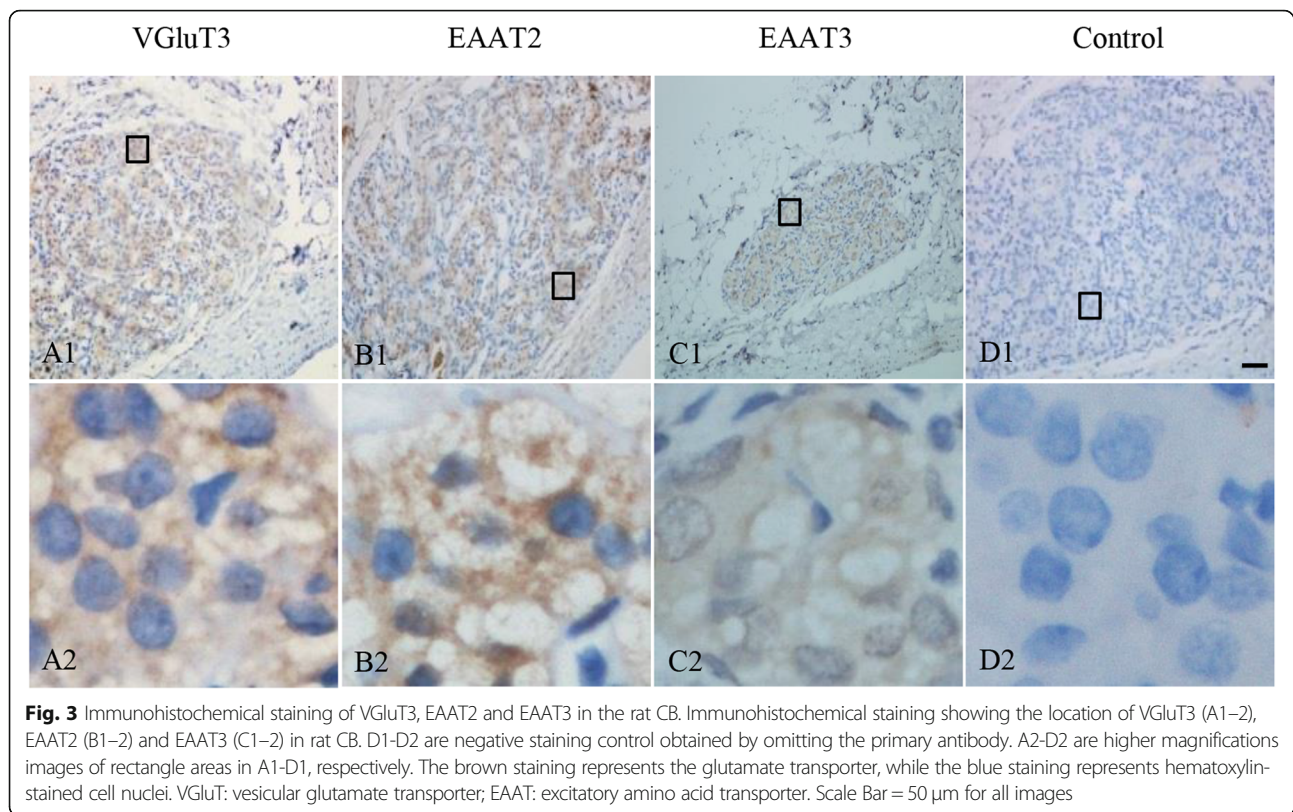 VGluT3 EAAT2 EAAT3 Control
A1 B1 C1 D1
A2 B2 C2 D2
Fig. 3 Immunohistochemical staining of VGluT3, EAAT2 and EAAT3 in the rat CB. Immunohistochemical staining showing the location of VGluT3 (A1–2),
EAAT2 (B1–2) and EAAT3 (C1–2) in rat CB. D1-D2 are negative staining control obtained by omitting the primary antibody. A2-D2 are higher magnifications
images of rectangle areas in A1-D1, respectively. The brown staining represents the glutamate transporter, while the blue staining represents hematoxylin-
stained cell nuclei. VGluT: vesicular glutamate transporter; EAAT: excitatory amino acid transporter. Scale Bar = 50 μm for all images